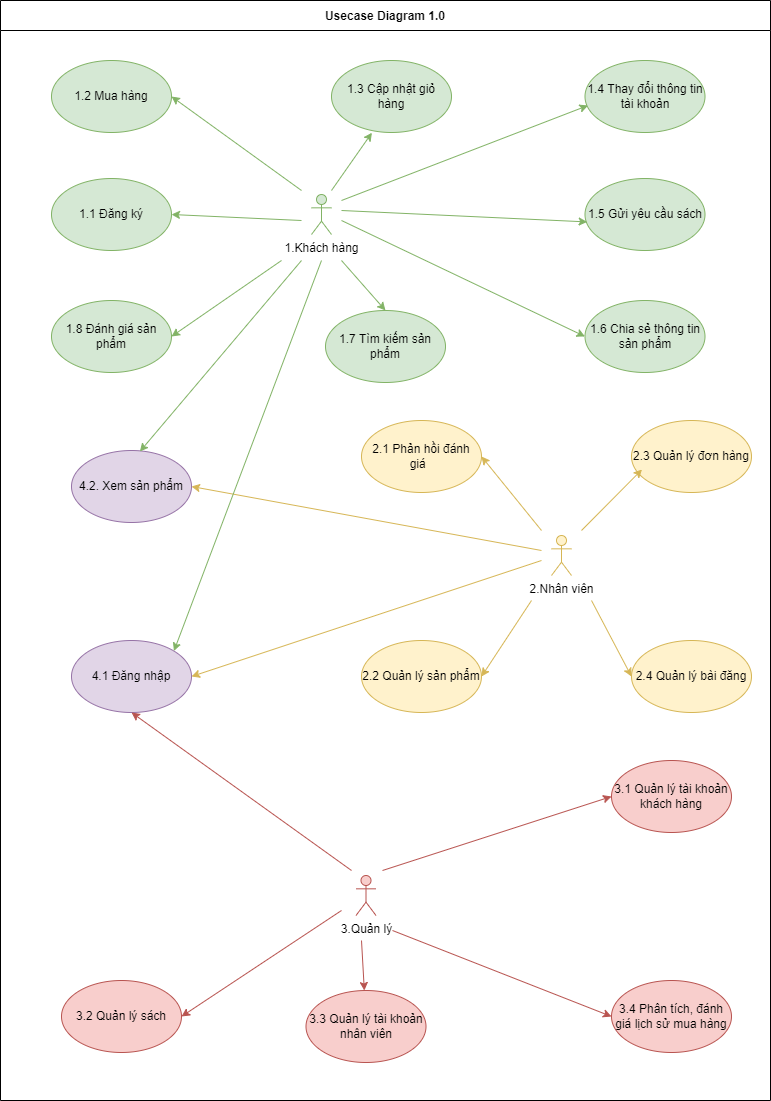 Usecase Diagram 1.0
1.2 Mua hàng
1.3 Cập nhật giỏ
hàng
1.4 Thay đổi thông tin
tài khoản
1.1 Đăng ký
1.Khách hàng
1.5 Gửi yêu cầu sách
1.8 Đánh giá sản
phẩm
1.7 Tìm kiếm sản
phẩm
1.6 Chia sẻ thông tin
sản phẩm
4.2. Xem sản phẩm
2.1 Phản hồi đánh
giá
2.3 Quản lý đơn hàng
2.Nhân viên
4.1 Đăng nhập
2.2 Quản lý sản phẩm
2.4 Quản lý bài đăng
3.1 Quản lý tài khoản
khách hàng
3.Quản lý
3.2 Quản lý sách
3.3 Quản lý tài khoản
nhân viên
3.4 Phân tích, đánh
giá lịch sử mua hàng